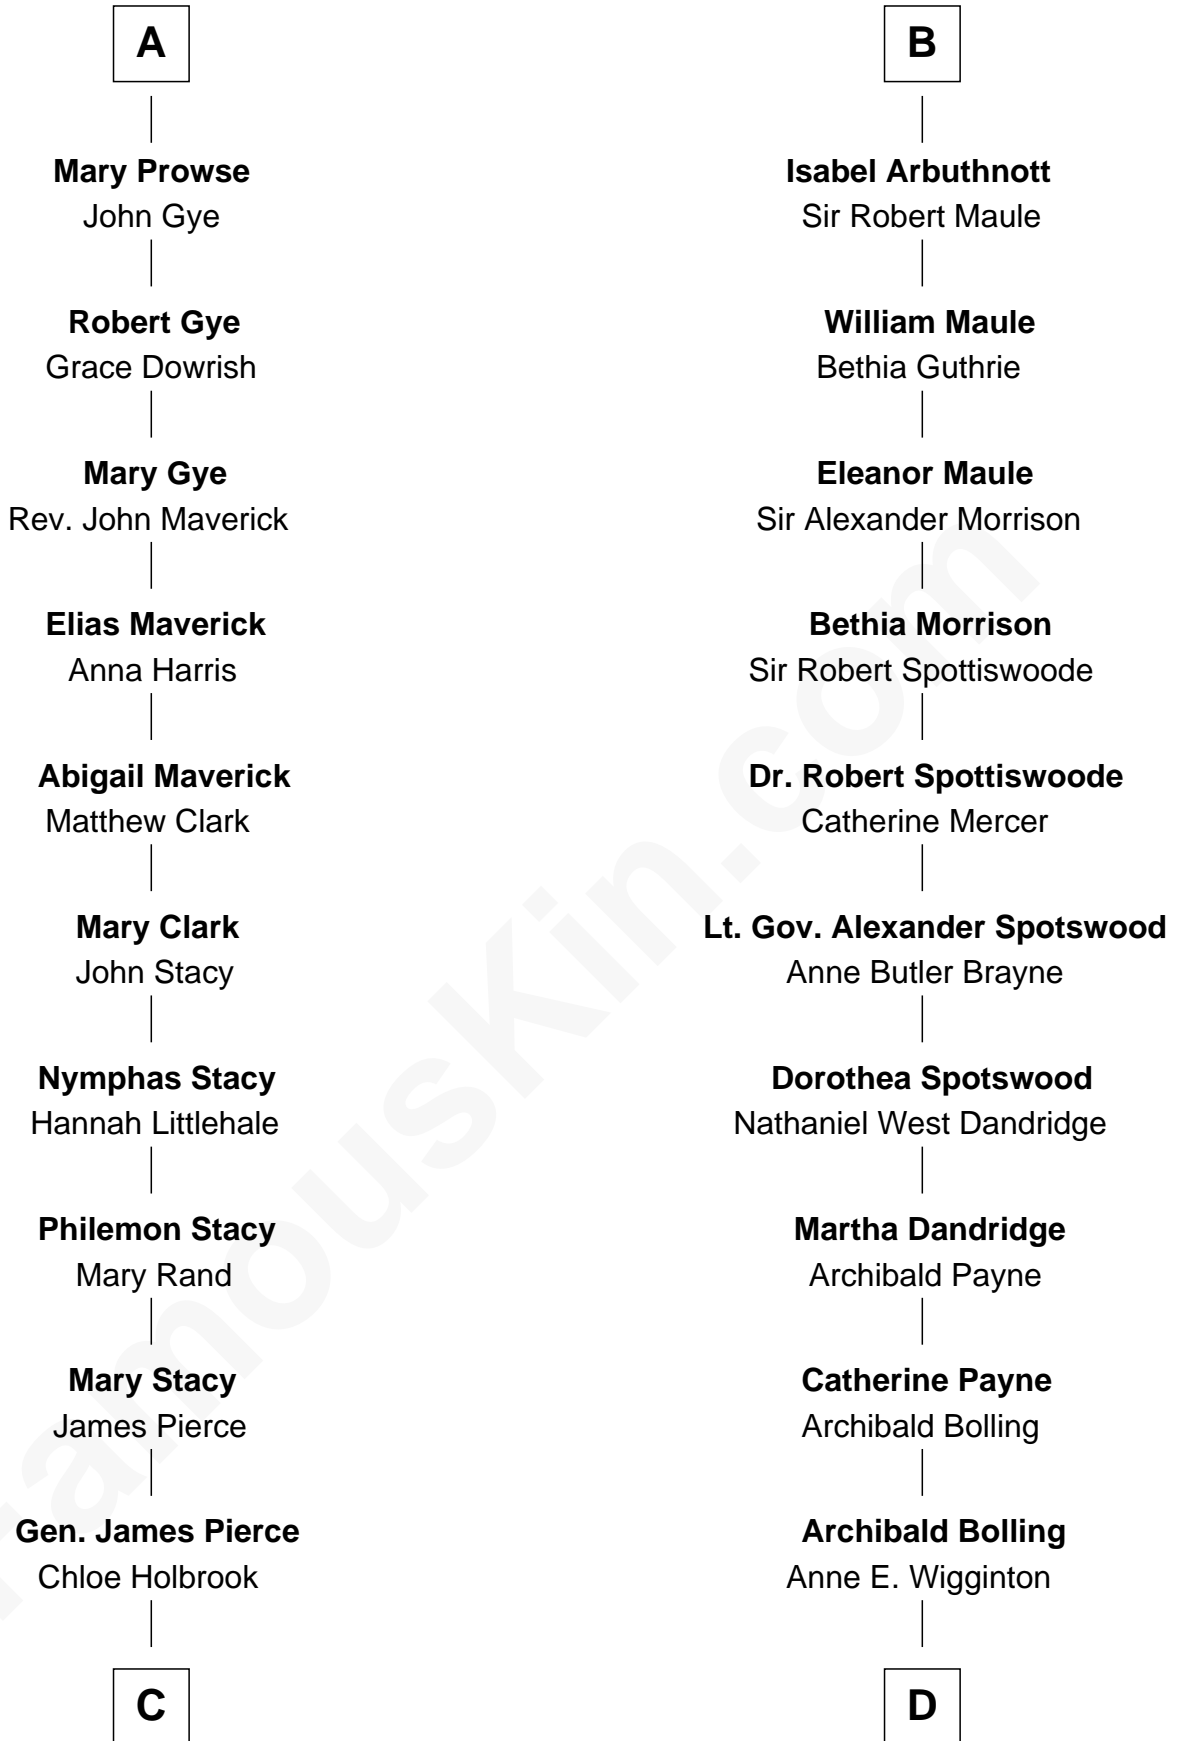 A
Mary Prowse
John Gye
Robert Gye
Grace Dowrish
Mary Gye
Rev. John Maverick
Elias Maverick
Anna Harris
Abigail Maverick
Matthew Clark
Mary Clark
John Stacy
Nymphas Stacy
Hannah Littlehale
Philemon Stacy
Mary Rand
Mary Stacy
James Pierce
Gen. James Pierce
Chloe Holbrook
C
B
Isabel Arbuthnott
Sir Robert Maule
William Maule
Bethia Guthrie
Eleanor Maule
Sir Alexander Morrison
Bethia Morrison
Sir Robert Spottiswoode
Dr. Robert Spottiswoode
Catherine Mercer
Lt. Gov. Alexander Spotswood
Anne Butler Brayne
Dorothea Spotswood
Nathaniel West Dandridge
Martha Dandridge
Archibald Payne
Catherine Payne
Archibald Bolling
Archibald Bolling
Anne E. Wigginton
D
FamousKin.com